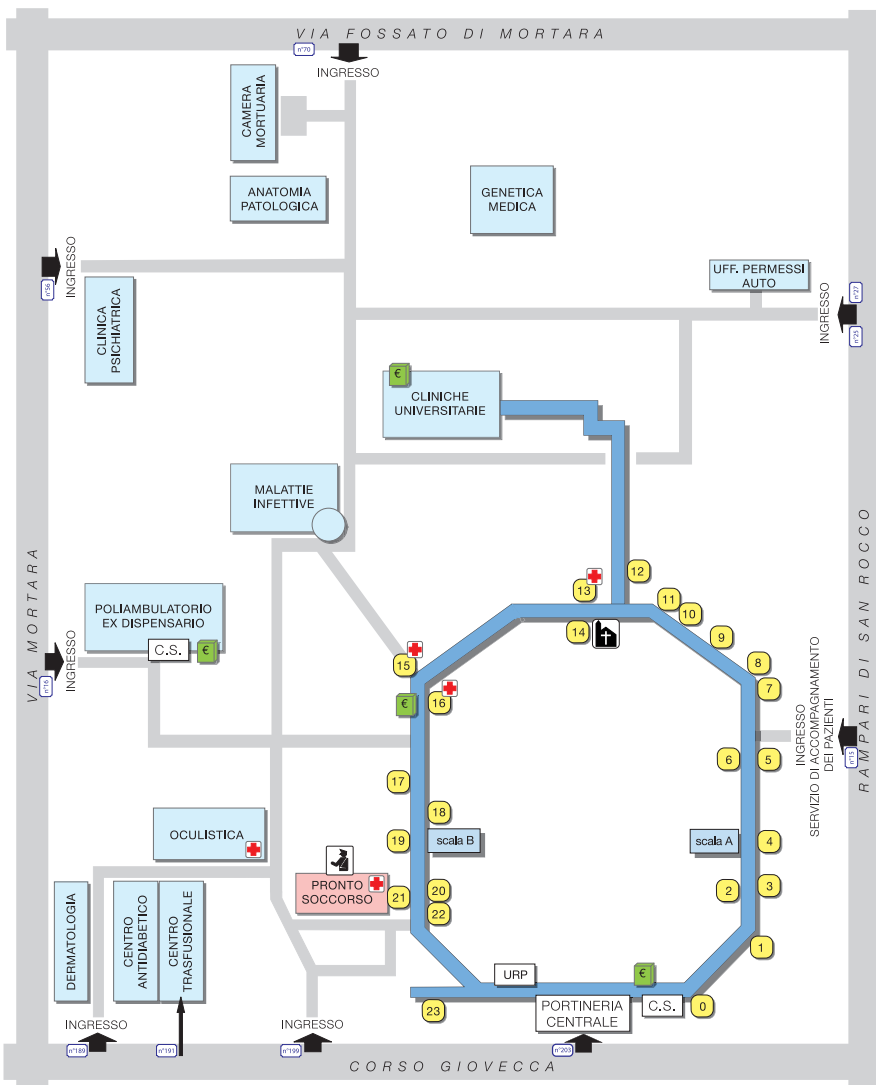 VIA FOSSATO DI MORTARA
n°70
INGRESSO
CAMERA
MORTUARIA
ANATOMIA
PATOLOGICA
GENETICA
MEDICA
INGRESSO
n°56
UFF. PERMESSI
AUTO
CLINICA
PSICHIATRICA
INGRESSO
n°27
n°25
€
CLINICHE
UNIVERSITARIE
MALATTIE
INFETTIVE
VIA MORTARA
RAMPARI DI SAN ROCCO
12
13
11
10
14
9
POLIAMBULATORIO
EX DISPENSARIO
C.S.
€
INGRESSO
n°16
15
8
7
€
16
INGRESSO
SERVIZIO DI ACCOMPAGNAMENTO
DEI PAZIENTI
n°15
6
5
17
18
OCULISTICA
19
scala B
scala A
4
PRONTO
SOCCORSO
21
20
22
2
3
DERMATOLOGIA
CENTRO
ANTIDIABETICO
CENTRO
TRASFUSIONALE
1
URP
€
23
PORTINERIA
CENTRALE
C.S.
0
INGRESSO
INGRESSO
n°189
n°191
n°199
n°203
CORSO GIOVECCA